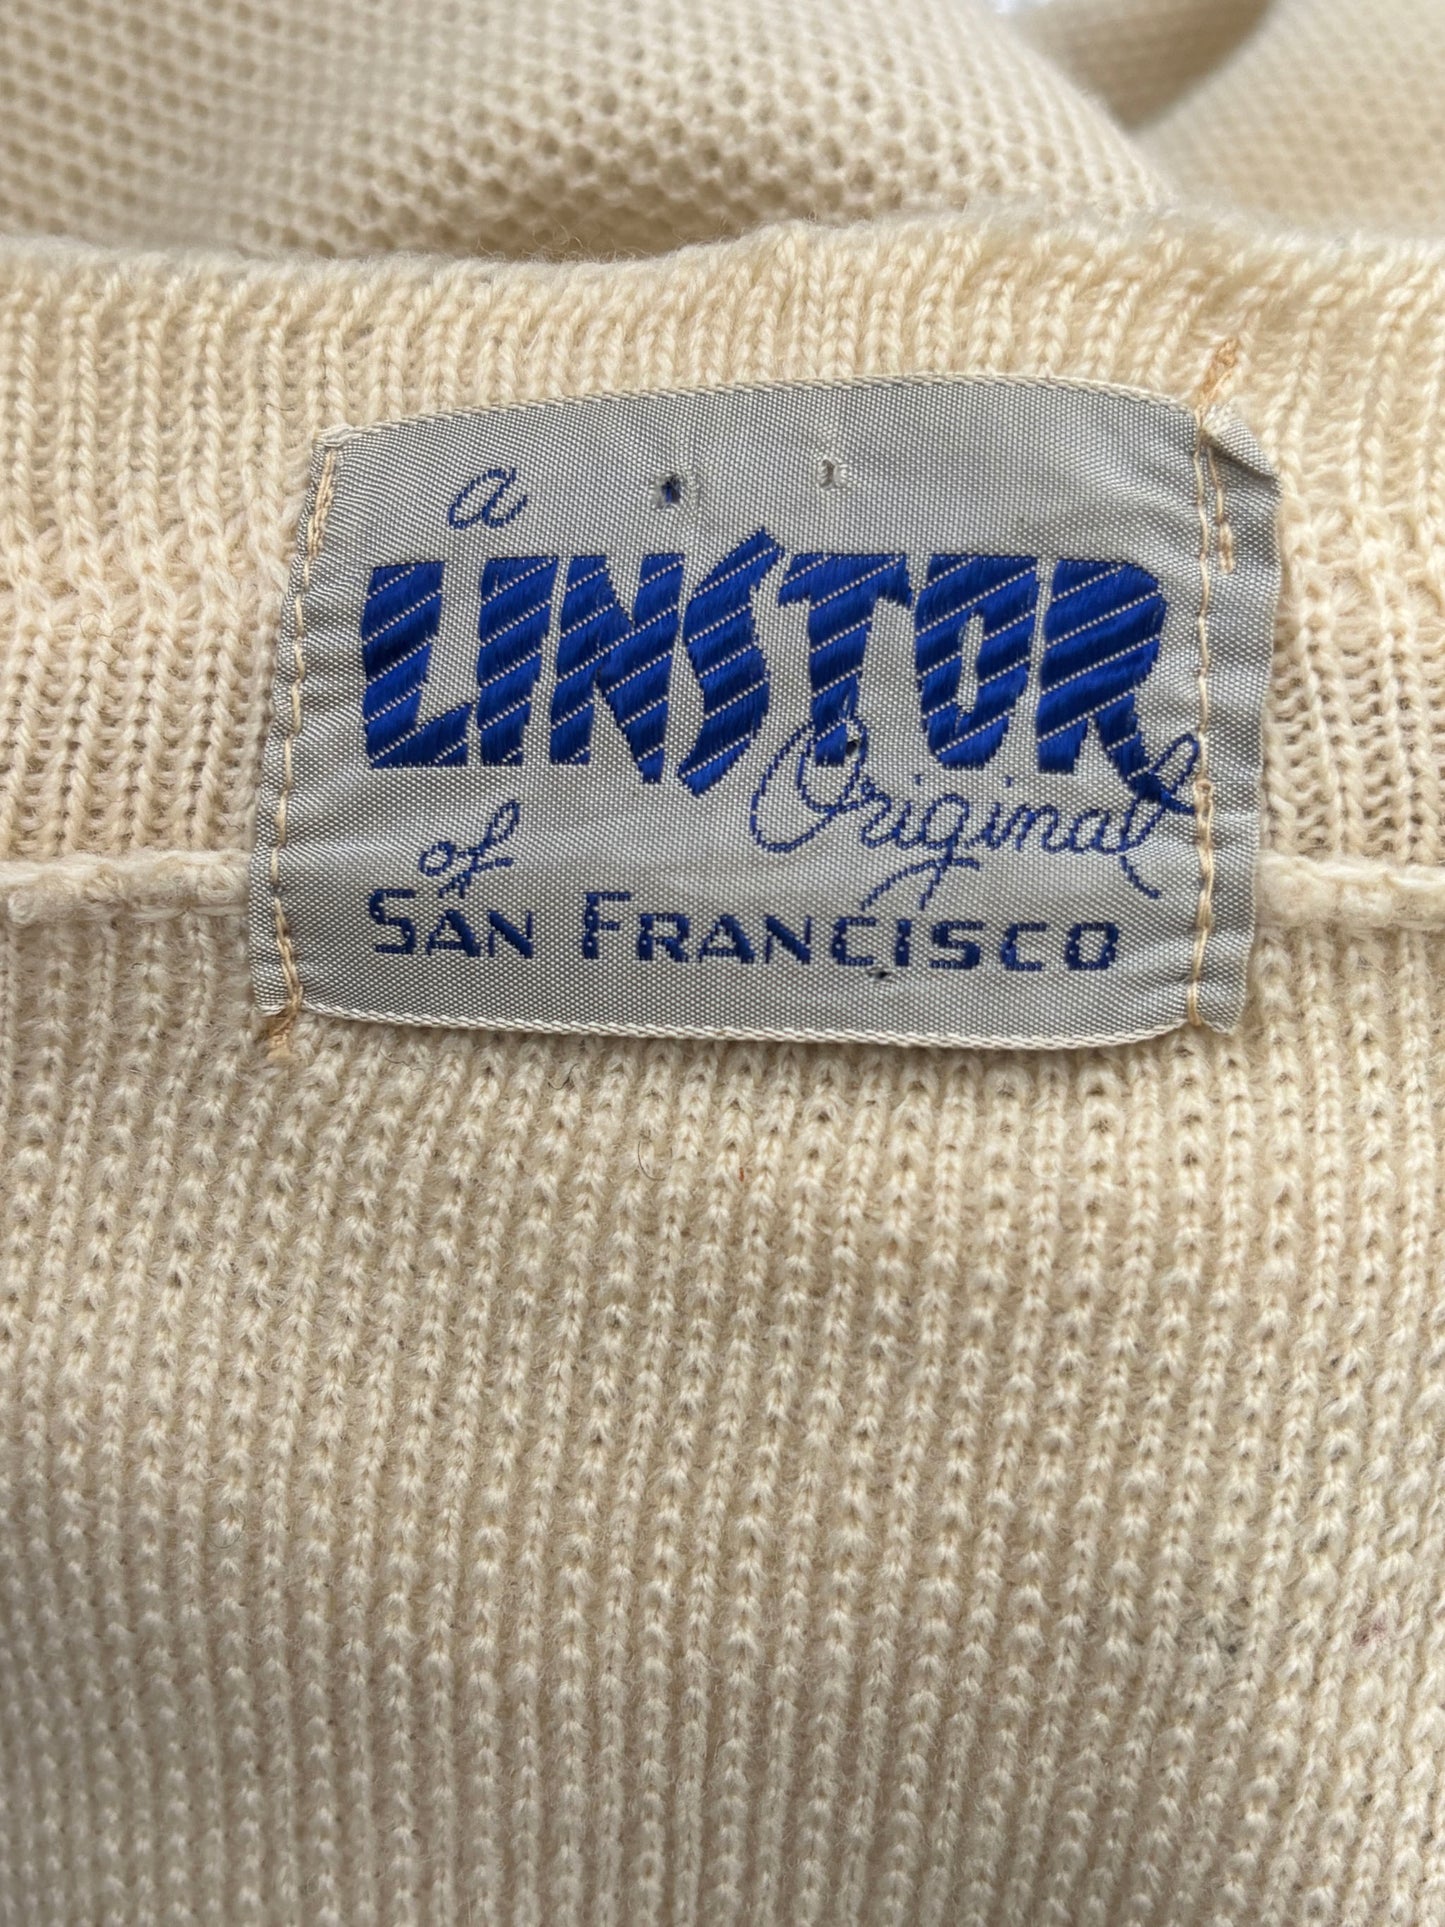 a
LINSTOR
Original
of
SAN FRANCISCO